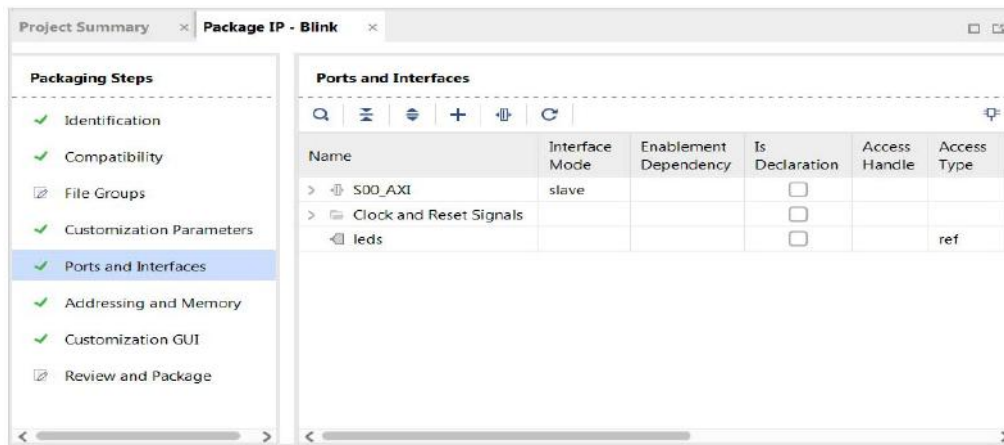 Project Summary × Package IP - Blink ×
Packaging Steps
Identification
Compatibility
File Groups
Customization Parameters
Ports and Interfaces
Addressing and Memory
Customization GUI
Review and Package
Ports and Interfaces
Name Interface Mode Enablement Dependency Is Declaration Access Handle Access Type
S00_AXI slave
Clock and Reset Signals
leds ref